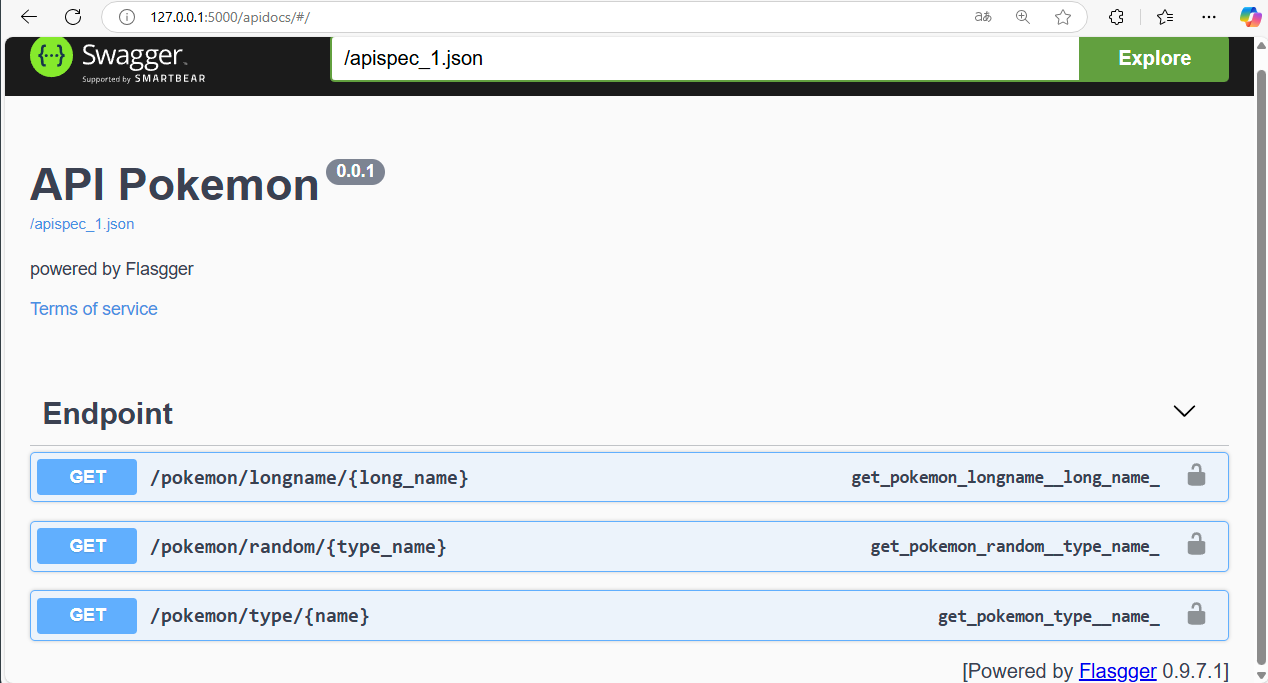 127.0.0.1:5000/apidocs/#/
aあ
Swagger
Supported by SMARTBEAR
/apispec_1.json
Explore
API Pokemon 0.0.1
/apispec_1.json
powered by Flasgger
Terms of service
Endpoint
GET /pokemon/longname/{long_name} get_pokemon_longname__long_name_
GET /pokemon/random/{type_name} get_pokemon_random__type_name_
GET /pokemon/type/{name} get_pokemon_type__name_
[Powered by Flasgger 0.9.7.1]